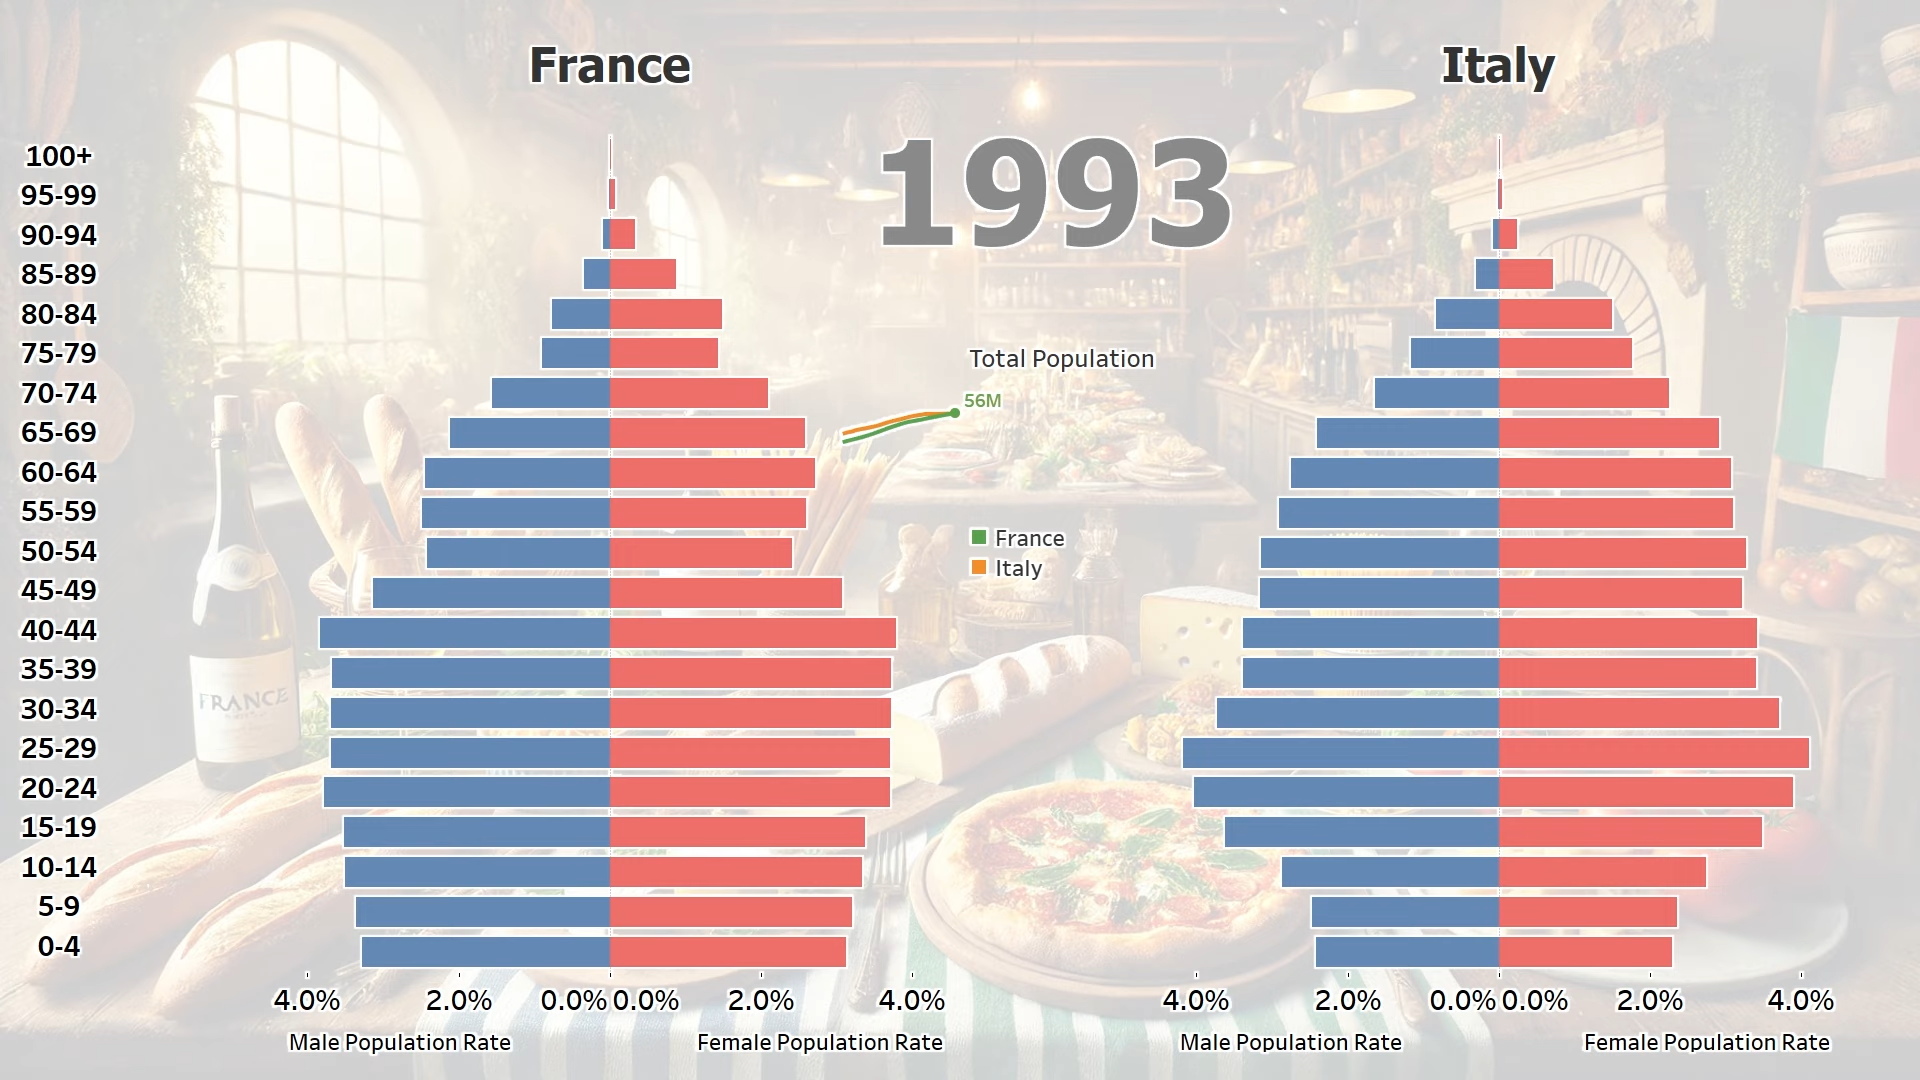 France
Italy
1993
100+
95-99
90-94
85-89
80-84
75-79
70-74
65-69
60-64
55-59
50-54
45-49
40-44
35-39
30-34
25-29
20-24
15-19
10-14
5-9
0-4
Total Population
56M
France
Italy
FRANCE
4.0% 2.0% 0.0% 0.0% 2.0% 4.0%
4.0% 2.0% 0.0% 0.0% 2.0% 4.0%
Male Population Rate
Female Population Rate
Male Population Rate
Female Population Rate